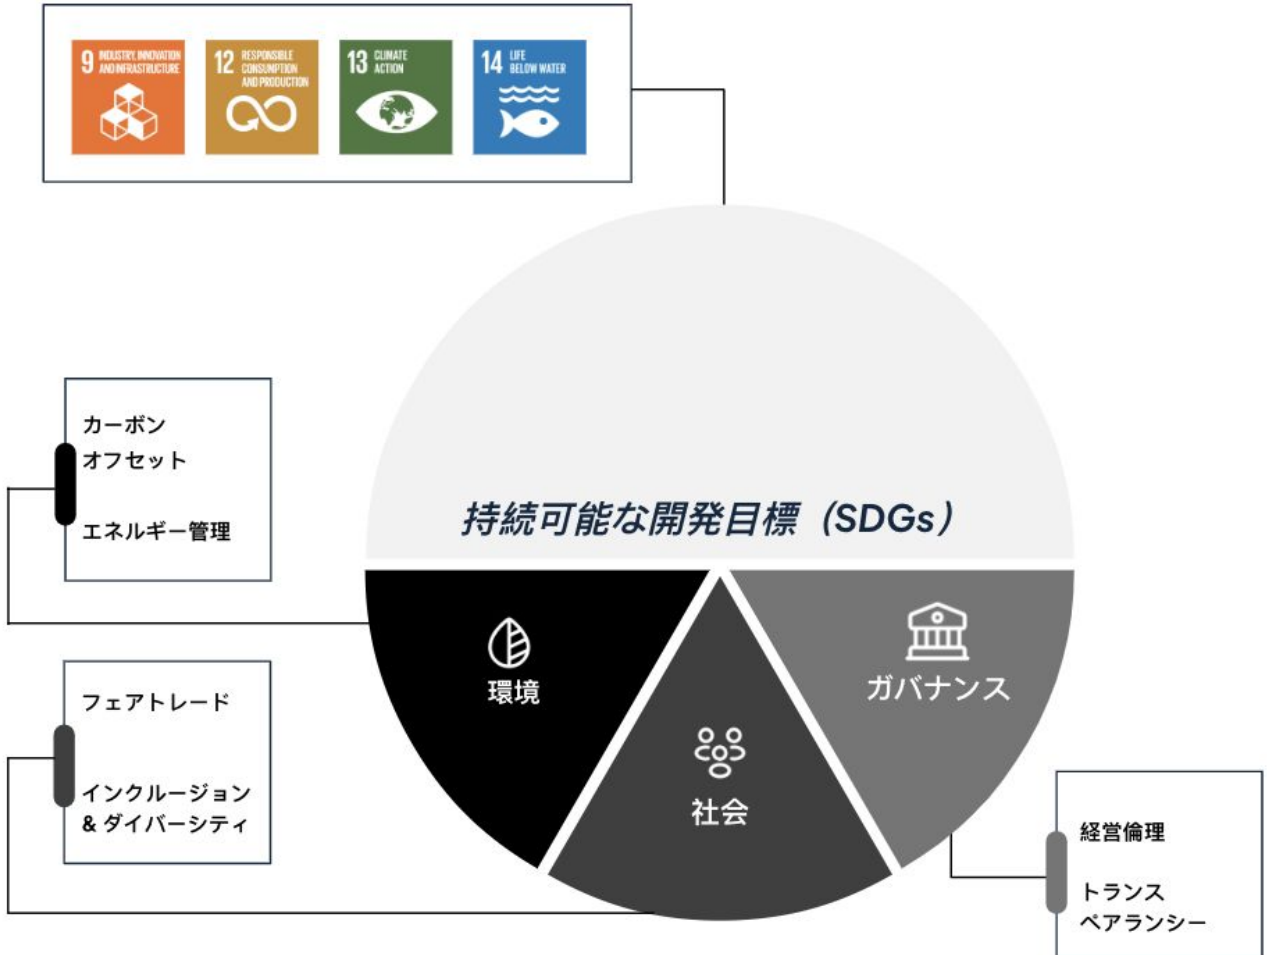 9 INDUSTRY, INNOVATION
AND INFRASTRUCTURE
12 RESPONSIBLE
CONSUMPTION
AND PRODUCTION
13 CLIMATE
ACTION
14 LIFE
BELOW WATER
カーボン
オフセット
エネルギー管理
持続可能な開発目標（SDGs）
環境
ガバナンス
社会
フェアトレード
インクルージョン
& ダイバーシティ
経営倫理
トランス
ペアランシー